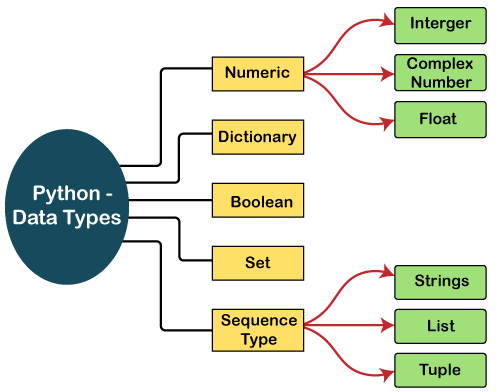 Python -
Data Types
Numeric
Dictionary
Boolean
Set
Sequence
Type
Interger
Complex
Number
Float
Strings
List
Tuple